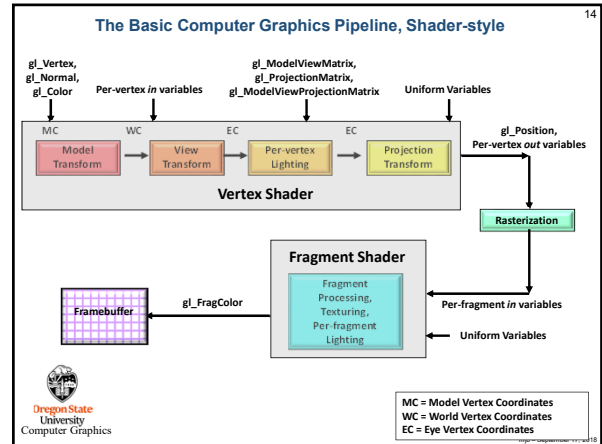 14
The Basic Computer Graphics Pipeline, Shader-style
gl_Vertex,
gl_Normal,
gl_Color
Per-vertex in variables
gl_ModelViewMatrix,
gl_ProjectionMatrix,
gl_ModelViewProjectionMatrix
Uniform Variables
MC
WC
EC
EC
Model
Transform
View
Transform
Per-vertex
Lighting
Projection
Transform
Vertex Shader
gl_Position,
Per-vertex out variables
Rasterization
Fragment Shader
Fragment
Processing,
Texturing,
Per-fragment
Lighting
gl_FragColor
Framebuffer
Per-fragment in variables
Uniform Variables
Oregon State
University
Computer Graphics
MC = Model Vertex Coordinates
WC = World Vertex Coordinates
EC = Eye Vertex Coordinates